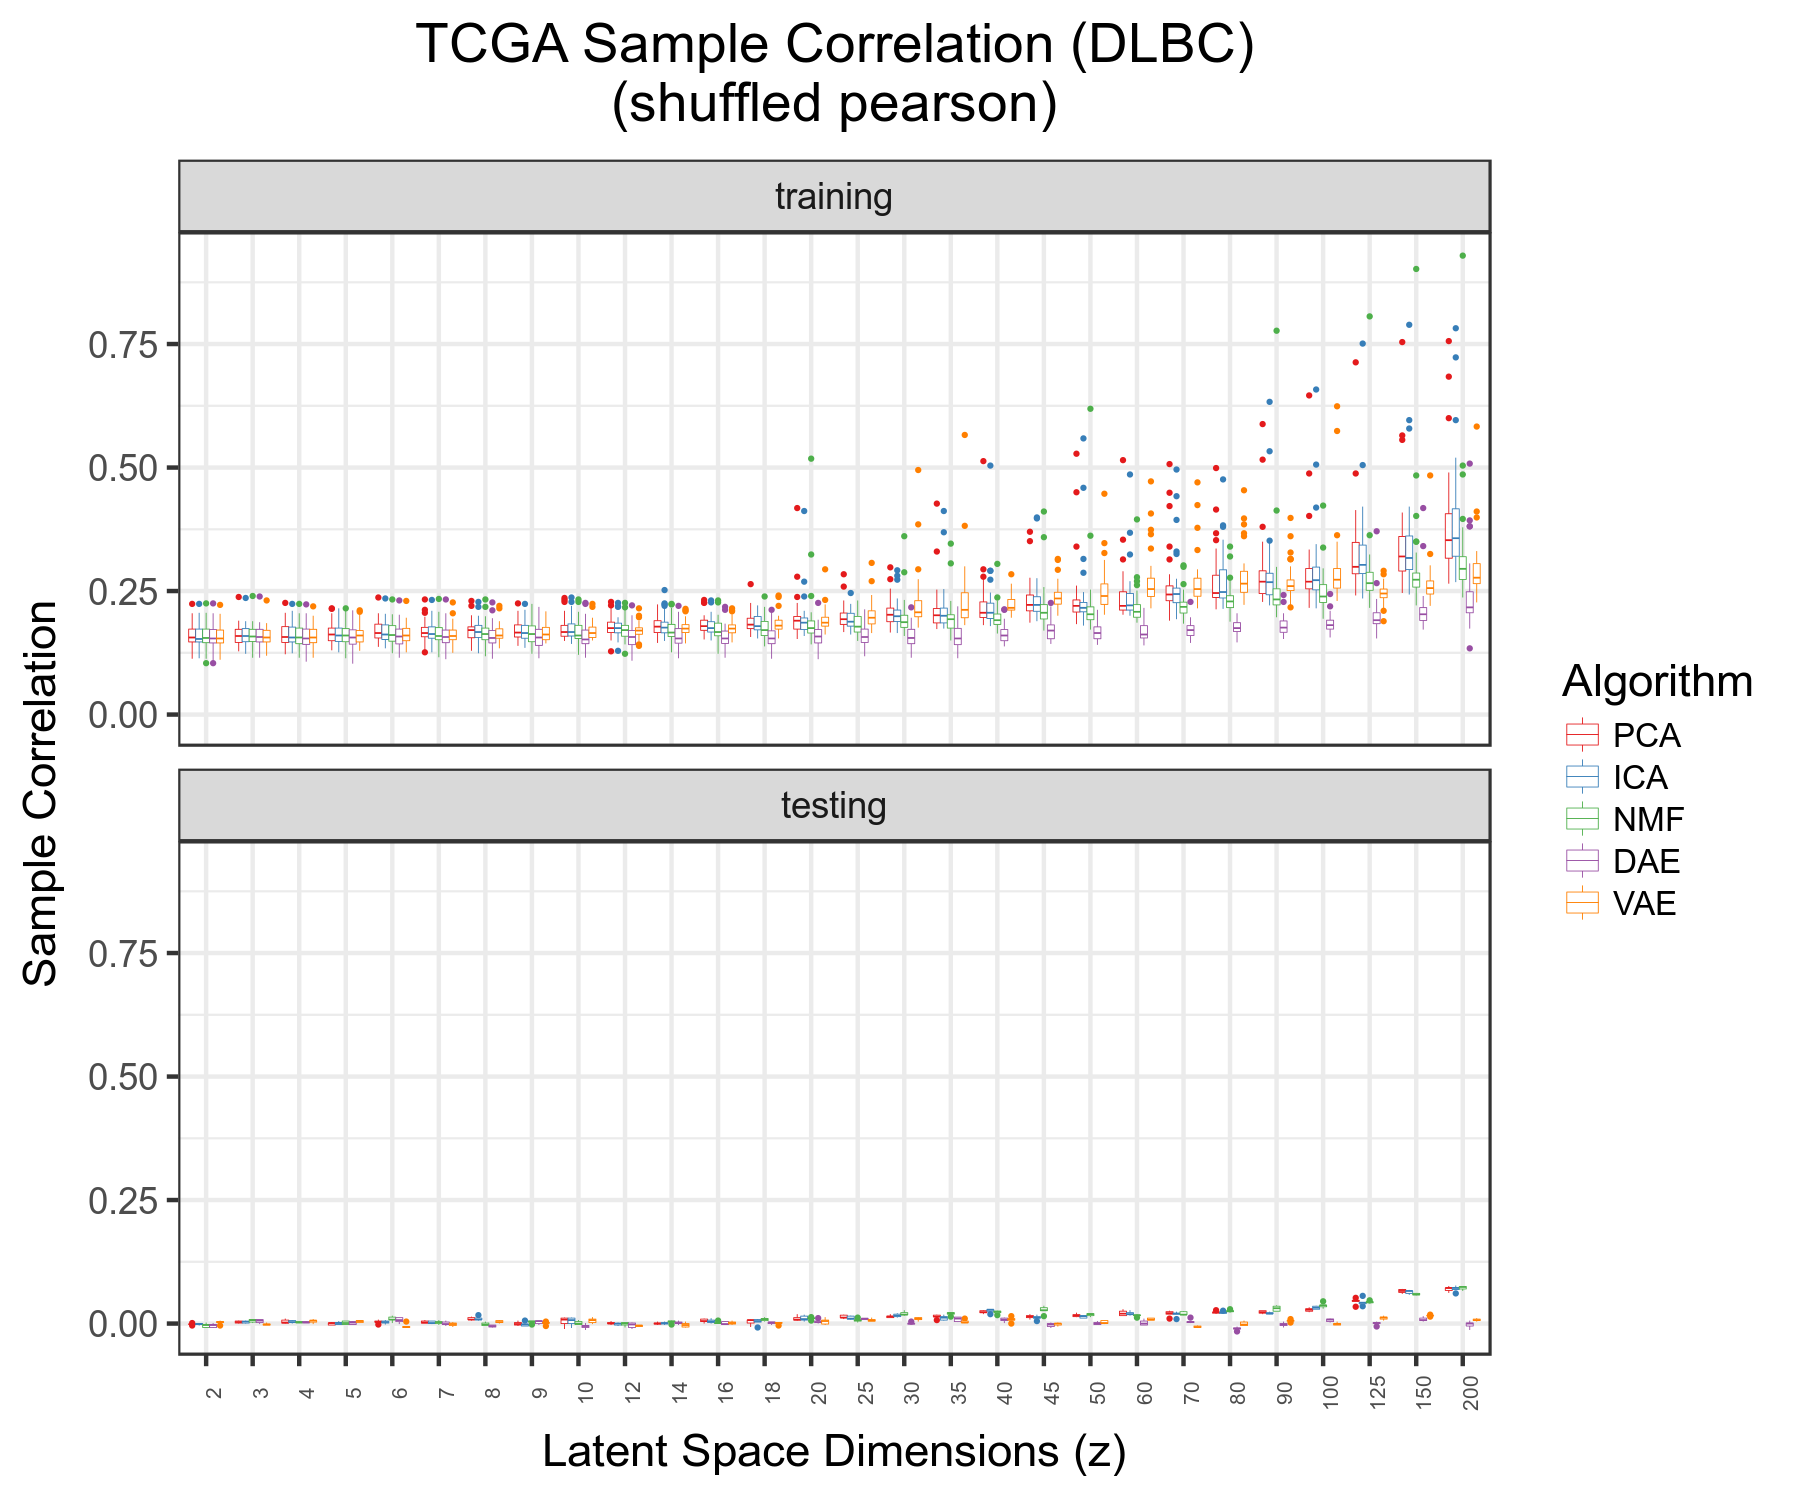 TCGA Sample Correlation (DLBC)
(shuffled pearson)
training
0.75
0.50
0.25
0.00
testing
0.75
0.50
0.25
0.00
Sample Correlation
2 3 4 5 6 7 8 9 10 12 14 16 18 20 25 30 35 40 45 50 60 70 80 90 100 125 150 200
Latent Space Dimensions (z)
Algorithm
PCA
ICA
NMF
DAE
VAE